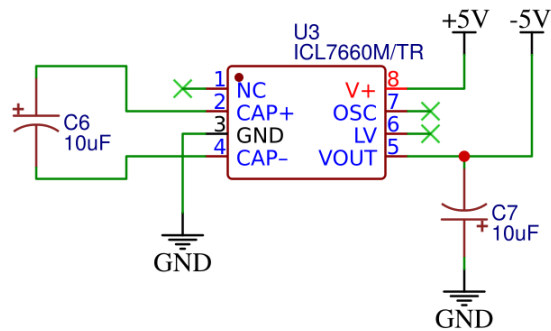 +5V
-5V
U3
ICL7660M/TR
1
NC
2
CAP+
3
GND
4
CAP–
8
V+
7
OSC
6
LV
5
VOUT
+
C6
10uF
C7
+
10uF
GND
GND